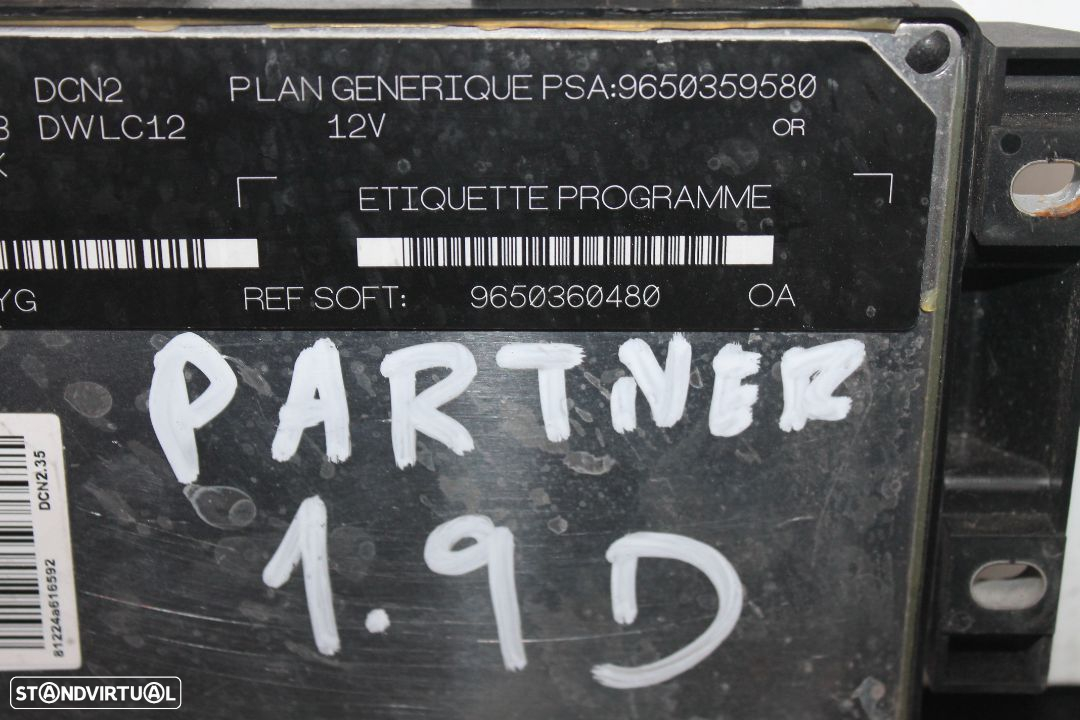 DCN2 PLAN GENERIQUE PSA:9650359580
DWLC12 12V OR
ETIQUETTE PROGRAMME
YG REF SOFT: 9650360480 OA
PARTNER
1.9D
DCN2.35
81224a616592
STANDVIRTUAL